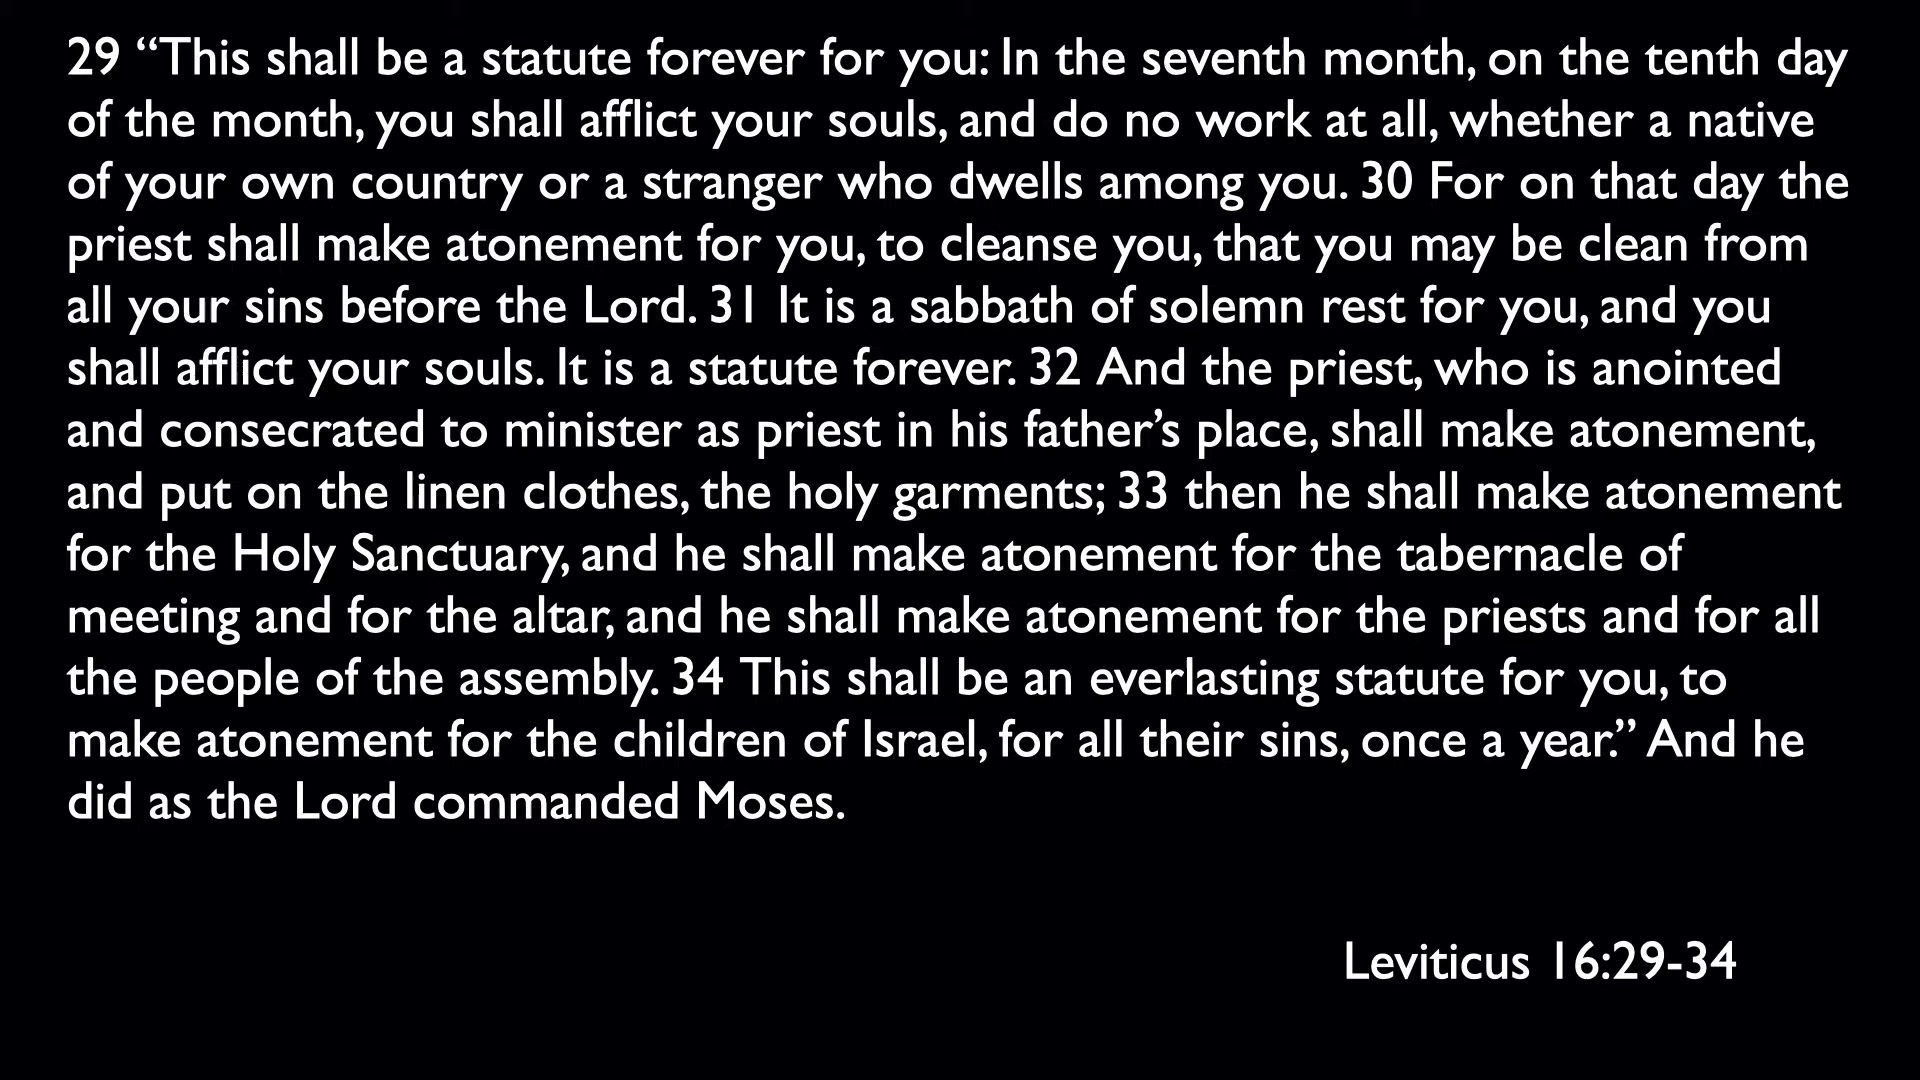 29 “This shall be a statute forever for you: In the seventh month, on the tenth day
of the month, you shall afflict your souls, and do no work at all, whether a native
of your own country or a stranger who dwells among you. 30 For on that day the
priest shall make atonement for you, to cleanse you, that you may be clean from
all your sins before the Lord. 31 It is a sabbath of solemn rest for you, and you
shall afflict your souls. It is a statute forever. 32 And the priest, who is anointed
and consecrated to minister as priest in his father’s place, shall make atonement,
and put on the linen clothes, the holy garments; 33 then he shall make atonement
for the Holy Sanctuary, and he shall make atonement for the tabernacle of
meeting and for the altar, and he shall make atonement for the priests and for all
the people of the assembly. 34 This shall be an everlasting statute for you, to
make atonement for the children of Israel, for all their sins, once a year.” And he
did as the Lord commanded Moses.
Leviticus 16:29-34